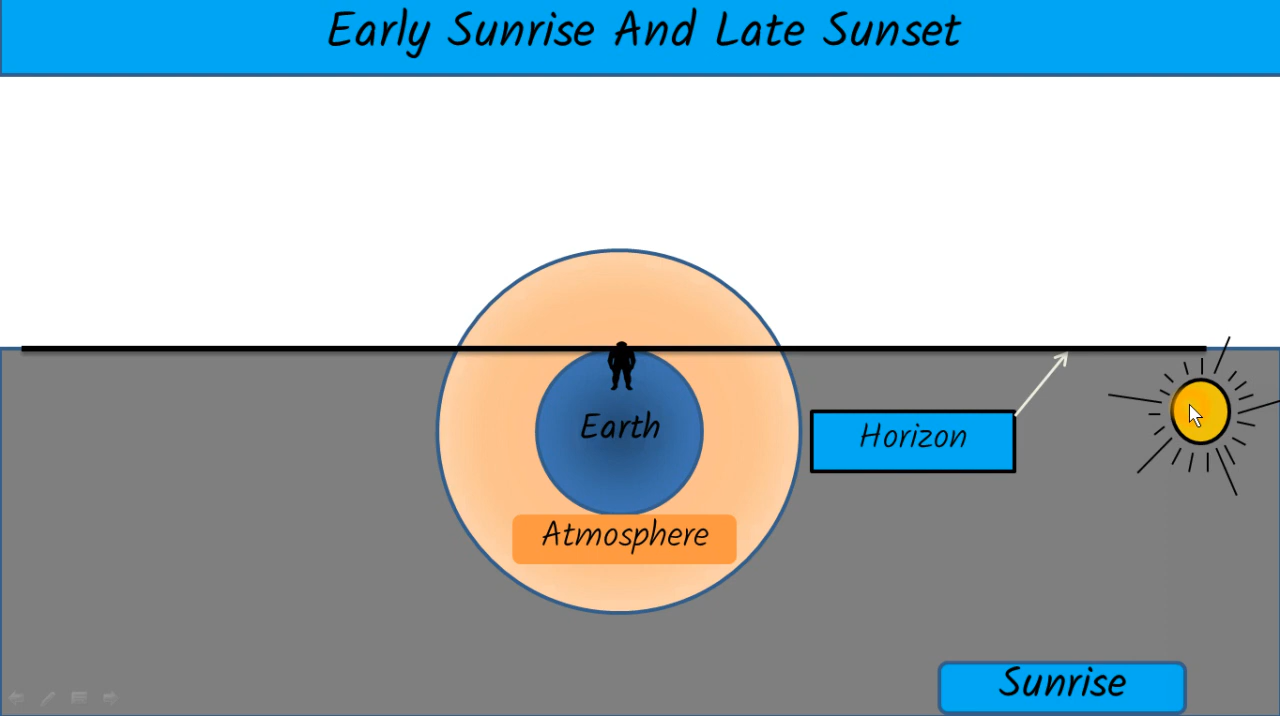 Early Sunrise And Late Sunset
Earth
Horizon
Atmosphere
Sunrise